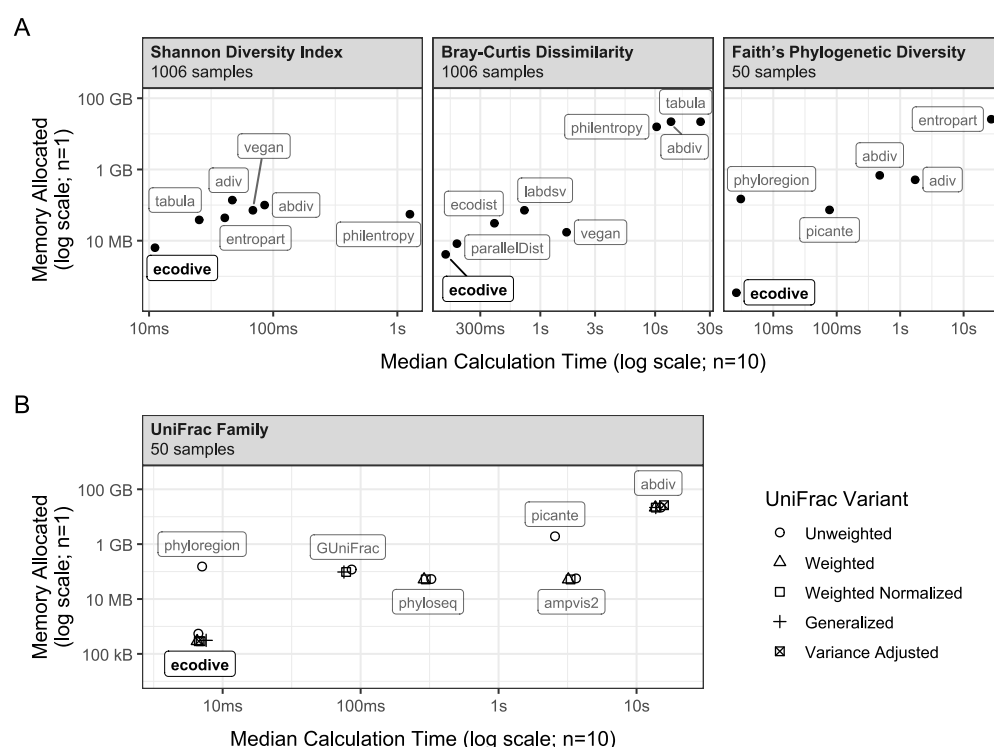 A
Shannon Diversity Index
1006 samples
Bray-Curtis Dissimilarity
1006 samples
Faith's Phylogenetic Diversity
50 samples
Memory Allocated
(log scale; n=1)
100 GB
1 GB
10 MB
vegan
adiv
tabula
abdiv
entropart
philentropy
ecodive
tabula
philentropy
abdiv
labdsv
ecodist
vegan
parallelDist
ecodive
entropart
abdiv
phyloregion
adiv
picante
ecodive
10ms
100ms
1s
300ms
1s
3s
10s
30s
10ms
100ms
1s
10s
Median Calculation Time (log scale; n=10)
B
UniFrac Family
50 samples
Memory Allocated
(log scale; n=1)
100 GB
1 GB
10 MB
100 kB
abdiv
picante
phyloregion
GUniFrac
phyloseq
ampvis2
ecodive
10ms
100ms
1s
10s
Median Calculation Time (log scale; n=10)
UniFrac Variant
Unweighted
Weighted
Weighted Normalized
Generalized
Variance Adjusted